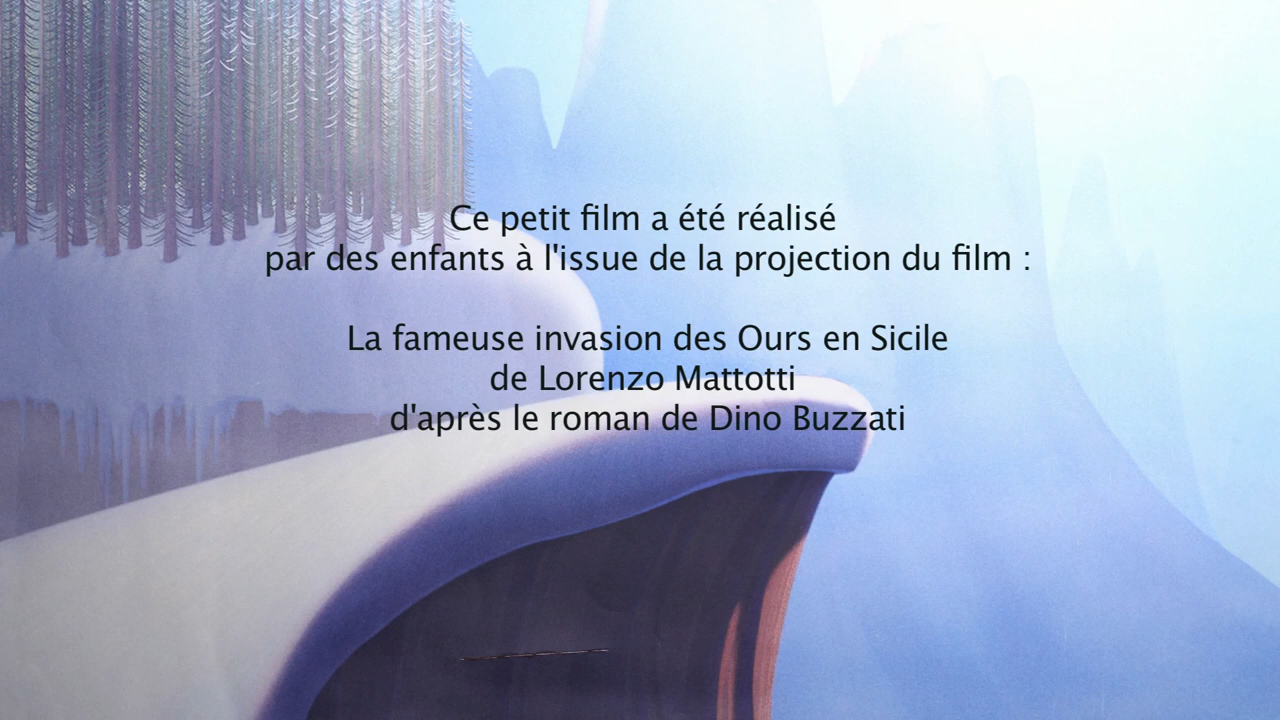 Ce petit film a été réalisé
par des enfants à l'issue de la projection du film :
La fameuse invasion des Ours en Sicile
de Lorenzo Mattotti
d'après le roman de Dino Buzzati